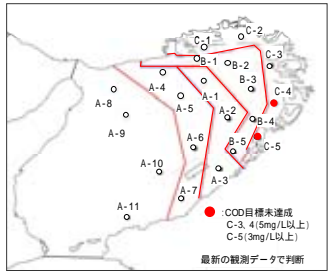 C-2
C-1
C-3
B-1
B-2
C-4
A-4
A-1
B-3
A-8
A-5
A-2
B-4
A-9
C-5
A-6
B-5
A-10
A-3
A-7
A-11
:COD目標未達成
C-3, 4(5mg/L以上)
C-5(3mg/L以上)
最新の観測データで判断